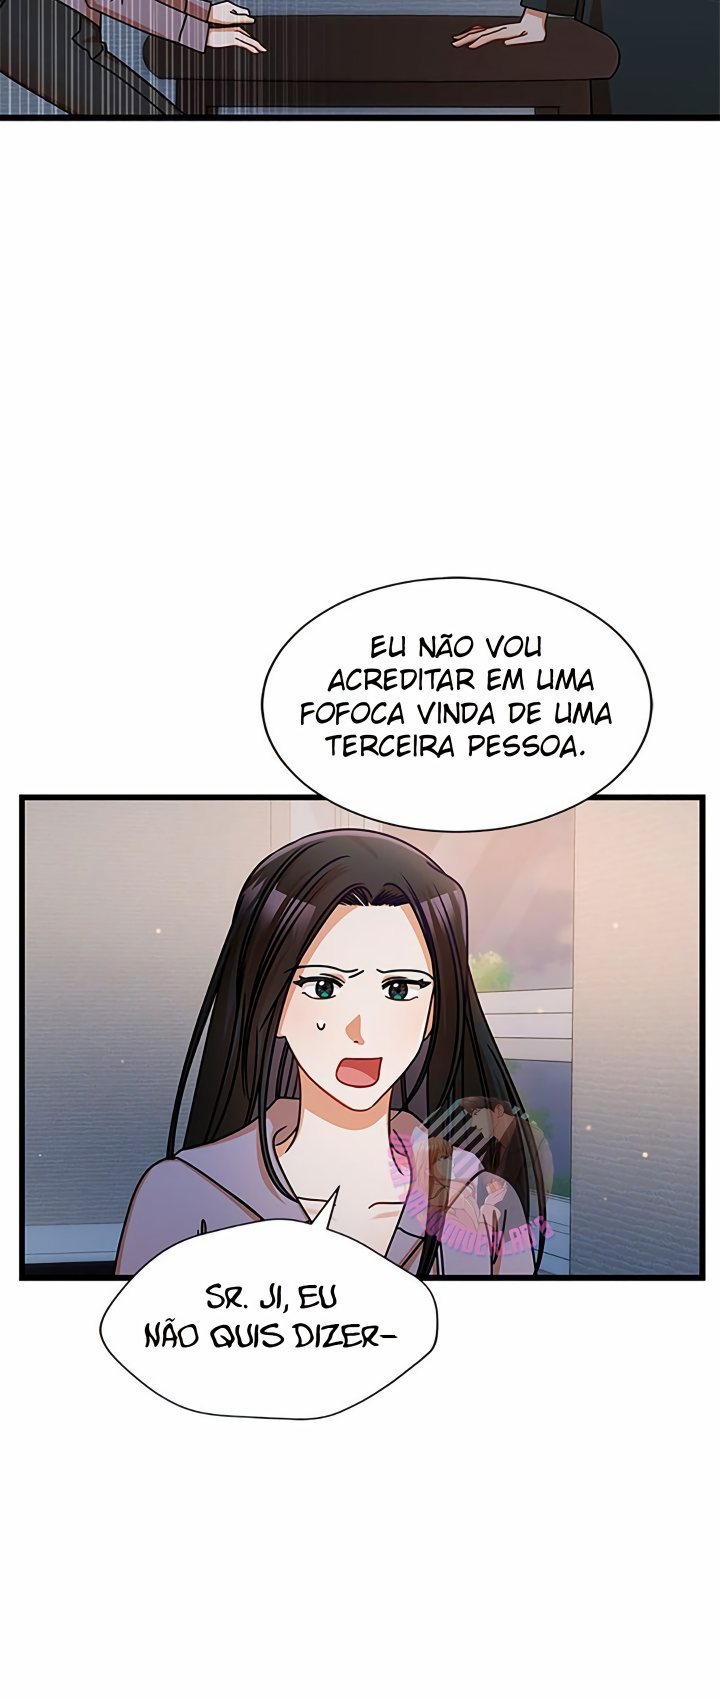 EU NÃO VOU
ACREDITAR EM UMA
FOFOCA VINDA DE UMA
TERCEIRA PESSOA.
SR. JI, EU
NÃO QUIS DIZER-